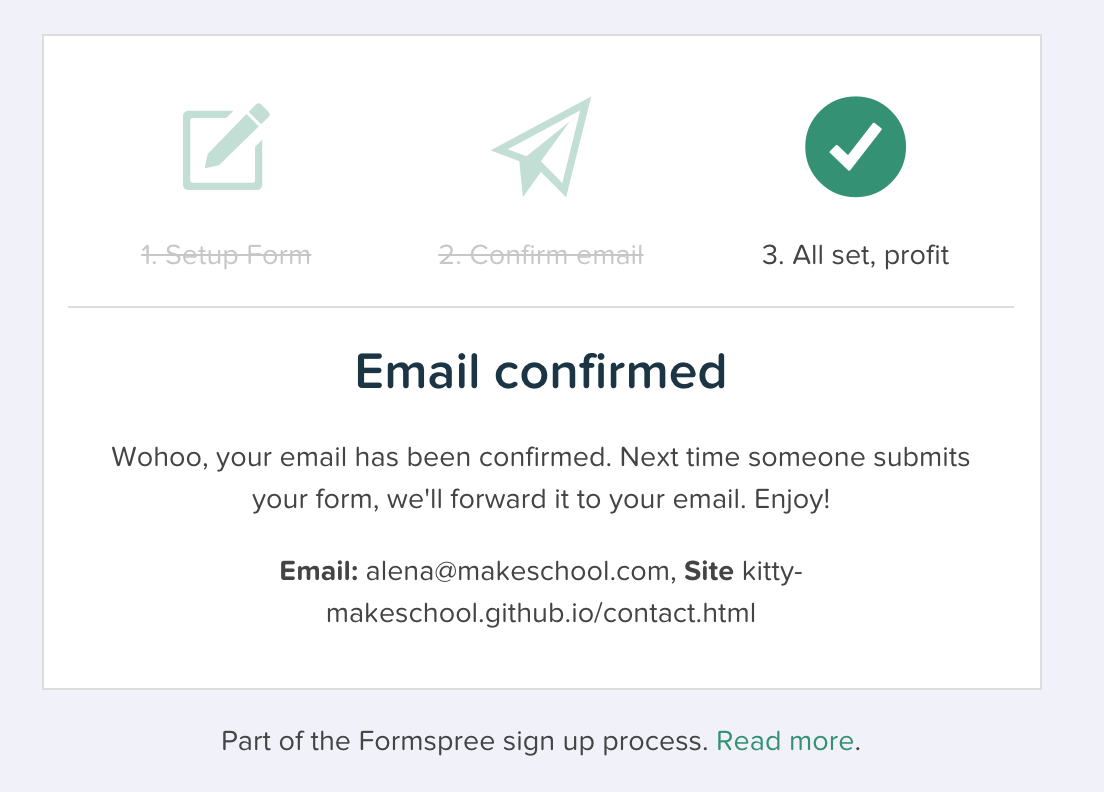 1. Setup Form
2. Confirm email
3. All set, profit
Email confirmed
Wohoo, your email has been confirmed. Next time someone submits
your form, we'll forward it to your email. Enjoy!
Email: alena@makeschool.com, Site kitty-
makeschool.github.io/contact.html
Part of the Formspree sign up process. Read more.